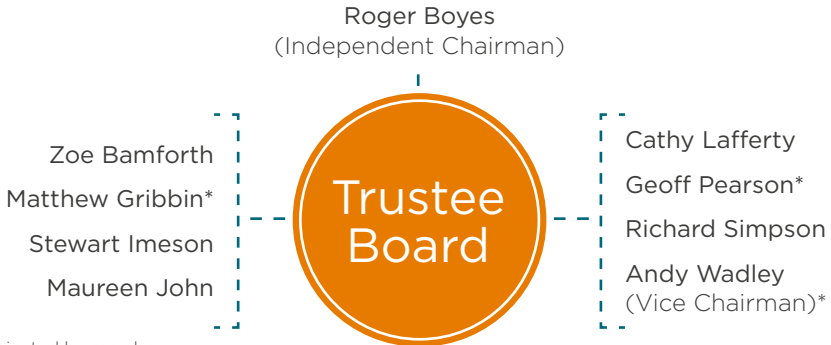 Roger Boyes
(Independent Chairman)
Zoe Bamforth
Matthew Gribbin*
Stewart Imeson
Maureen John
Trustee
Board
Cathy Lafferty
Geoff Pearson*
Richard Simpson
Andy Wadley
(Vice Chairman)*